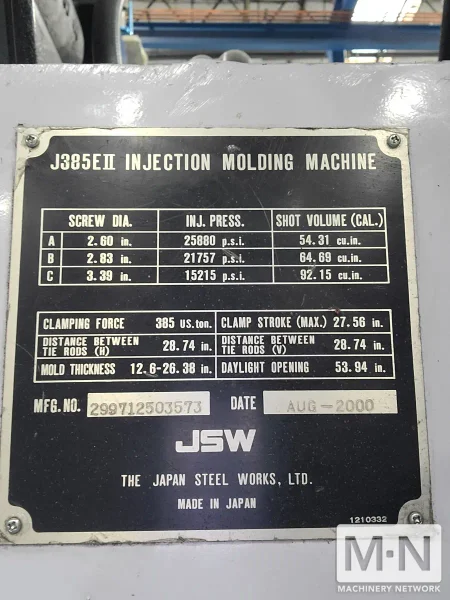 J385EII INJECTION MOLDING MACHINE
SCREW DIA. INJ. PRESS. SHOT VOLUME (CAL.)
A 2.60 in. 25880 p.s.i. 54.31 cu.in.
B 2.83 in. 21757 p.s.i. 64.69 cu.in.
C 3.39 in. 15215 p.s.i. 92.15 cu.in.
CLAMPING FORCE 385 US.ton. CLAMP STROKE (MAX.) 27.56 in.
DISTANCE BETWEEN TIE RODS (H) 28.74 in. DISTANCE BETWEEN TIE RODS (V) 28.74 in.
MOLD THICKNESS 12.6-26.38 in. DAYLIGHT OPENING 53.94 in.
MFG.NO. 299712503573 DATE AUG-2000
JSW
THE JAPAN STEEL WORKS, LTD.
MADE IN JAPAN
1210332
M·N
MACHINERY NETWORK